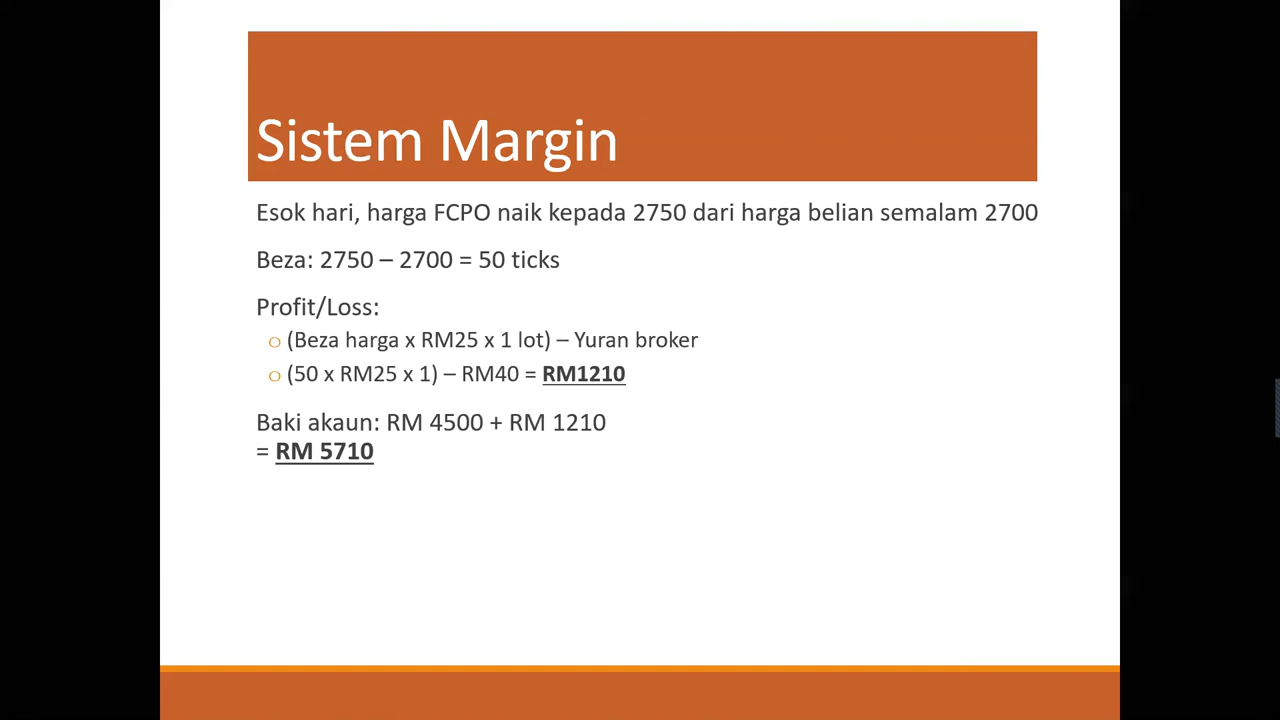 Sistem Margin
Esok hari, harga FCPO naik kepada 2750 dari harga belian semalam 2700
Beza: 2750 – 2700 = 50 ticks
Profit/Loss:
(Beza harga x RM25 x 1 lot) – Yuran broker
(50 x RM25 x 1) – RM40 = RM1210
Baki akaun: RM 4500 + RM 1210
= RM 5710